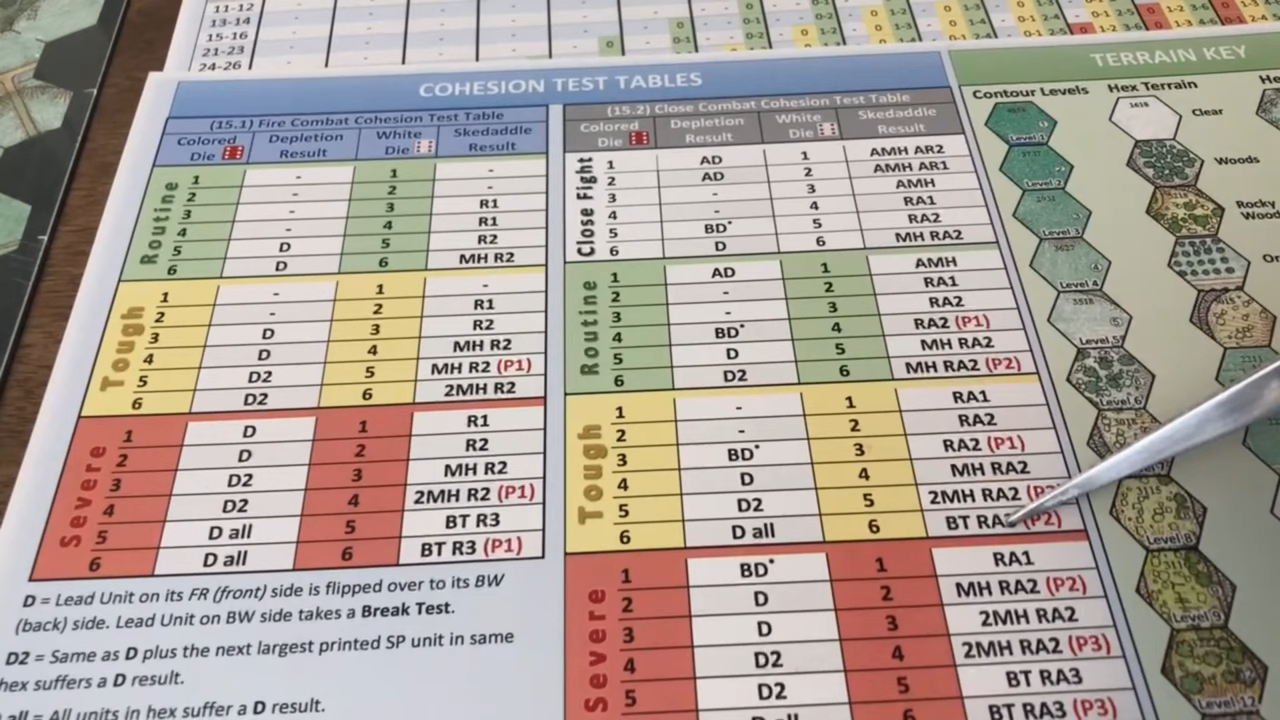 11-12
13-14
15-16
21-23
24-26
COHESION TEST TABLES
(15.1) Fire Combat Cohesion Test Table
Colored Die Depletion Result White Die Skedaddle Result
Routine
1 - 1 -
2 - 2 -
3 - 3 R1
4 - 4 R1
5 D 5 R2
6 D 6 MH R2
Tough
1 - 1 -
2 - 2 R1
3 D 3 R2
4 D 4 MH R2
5 D2 5 MH R2 (P1)
6 D2 6 2MH R2
Severe
1 D 1 R1
2 D 2 R2
3 D2 3 MH R2
4 D2 4 2MH R2 (P1)
5 D all 5 BT R3
6 D all 6 BT R3 (P1)
D = Lead Unit on its FR (front) side is flipped over to its BW
(back) side. Lead Unit on BW side takes a Break Test.
D2 = Same as D plus the next largest printed SP unit in same
hex suffers a D result.
all = All units in hex suffer a D result.
(15.2) Close Combat Cohesion Test Table
Colored Die Depletion Result White Die Skedaddle Result
Close Fight
1 AD 1 AMH AR2
2 AD 2 AMH AR1
3 - 3 AMH
4 - 4 RA1
5 BD* 5 RA2
6 D 6 MH RA2
Routine
1 AD 1 AMH
2 - 2 RA1
3 - 3 RA2
4 BD* 4 RA2 (P1)
5 D 5 MH RA2
6 D2 6 MH RA2 (P2)
Tough
1 - 1 RA1
2 - 2 RA2
3 BD* 3 RA2 (P1)
4 D 4 MH RA2
5 D2 5 2MH RA2
6 D all 6 BT (P2)
Severe
1 BD* 1 RA1
2 D 2 MH RA2 (P2)
3 D 3 2MH RA2
4 D2 4 2MH RA2 (P3)
5 D2 5 BT RA3
D all 6 BT RA3 (P3)
TERRAIN KEY
Contour Levels Hex Terrain
Level 1
Level 2
Level 3
Level 4
Level 5
Level 6
Level 8
Level 9
Level 12
Clear
Woods
Rocky